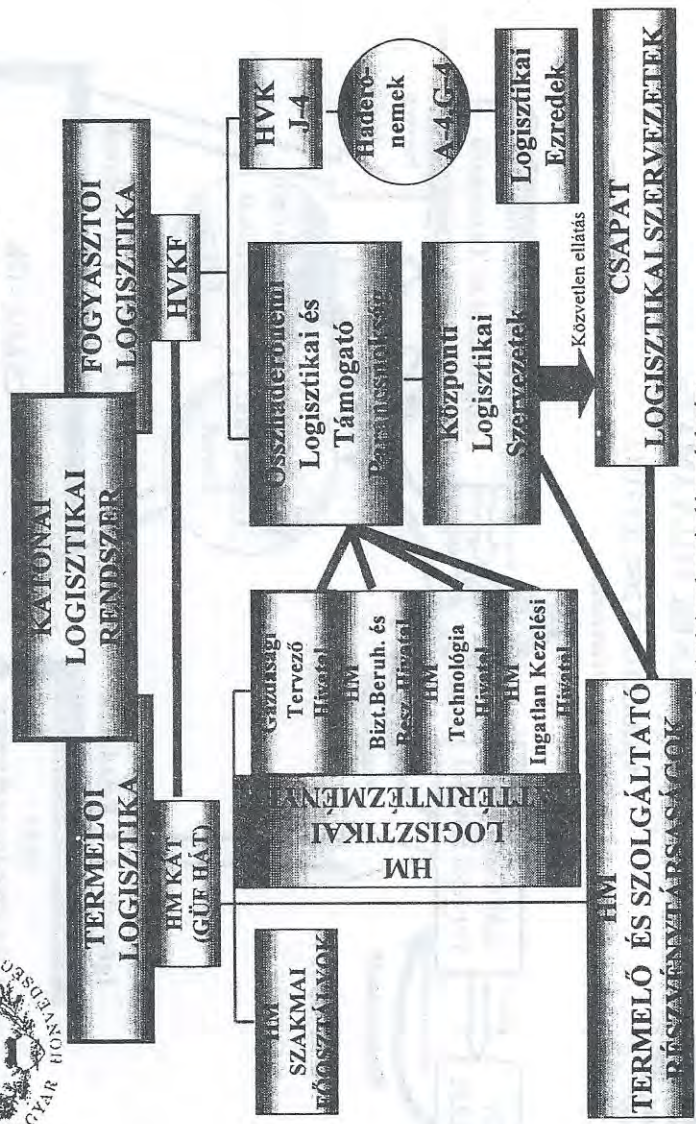 GYAR HONVÉDSÉG
KATONAI
LOGISZTIKAI
RENDSZER
TERMELŐI
LOGISZTIKA
FOGYASZTÓI
LOGISZTIKA
HM KÁT
(GÜF HÁT)
HVKF
HM
SZAKMAI
FŐOSZTÁLYOK
HM
LOGISZTIKAI
HÁTTÉRINTÉZMÉNYEI
Gazdasági
Tervező
Hivatal
HM
Bizt.Beruh. és
Besz.Hivatal
HM
Technológia
Hivatal
HM
Ingatlan Kezelési
Hivatal
Összhaderőnemi
Logisztikai és
Támogató
Parancsnokság
Központi
Logisztikai
Szervezetek
HVK
J-4
Haderő-
nemek
A-4,G-4
Logisztikai
Ezredek
Közvetlen ellátás
HM
TERMELŐ ÉS SZOLGÁLTATÓ
RÉSZVÉNYTÁRSASÁGOK
CSAPAT
LOGISZTIKAI SZERVEZETEK